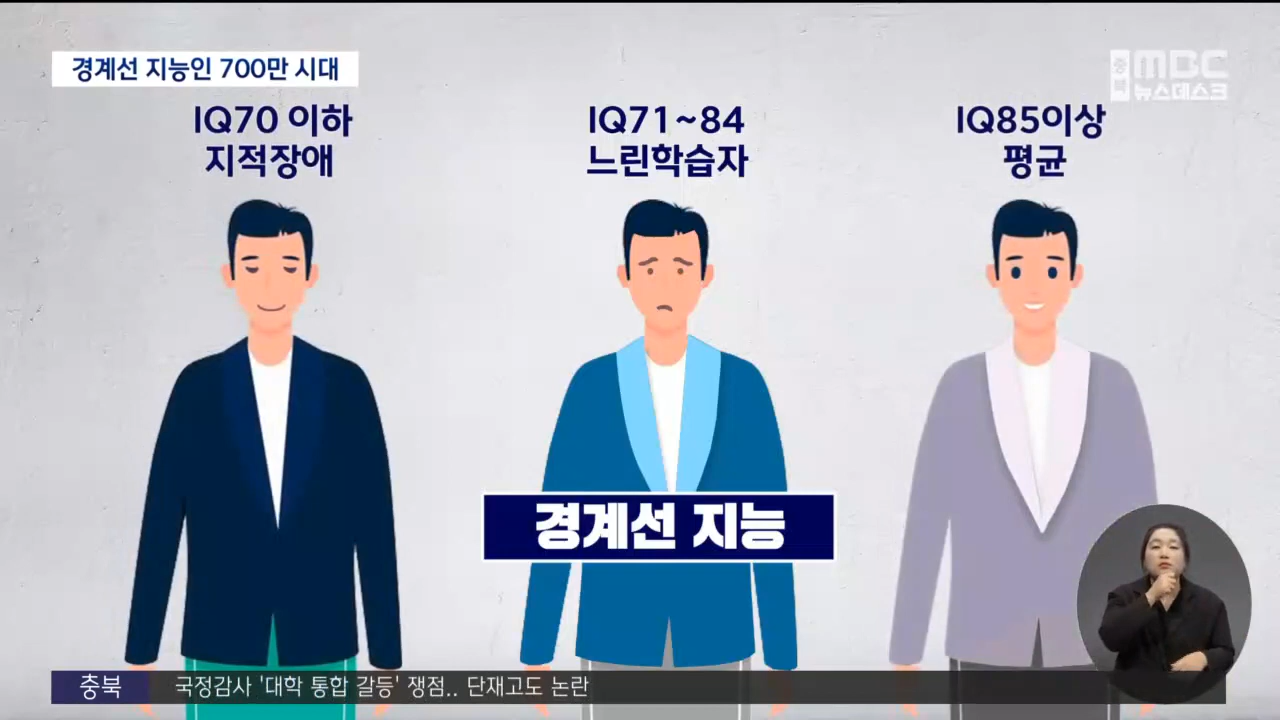 경계선 지능인 700만 시대
충북
MBC
뉴스데스크
IQ70 이하
지적장애
IQ71~84
느린학습자
IQ85이상
평균
경계선 지능
충북
국정감사 '대학 통합 갈등' 쟁점.. 단재고도 논란